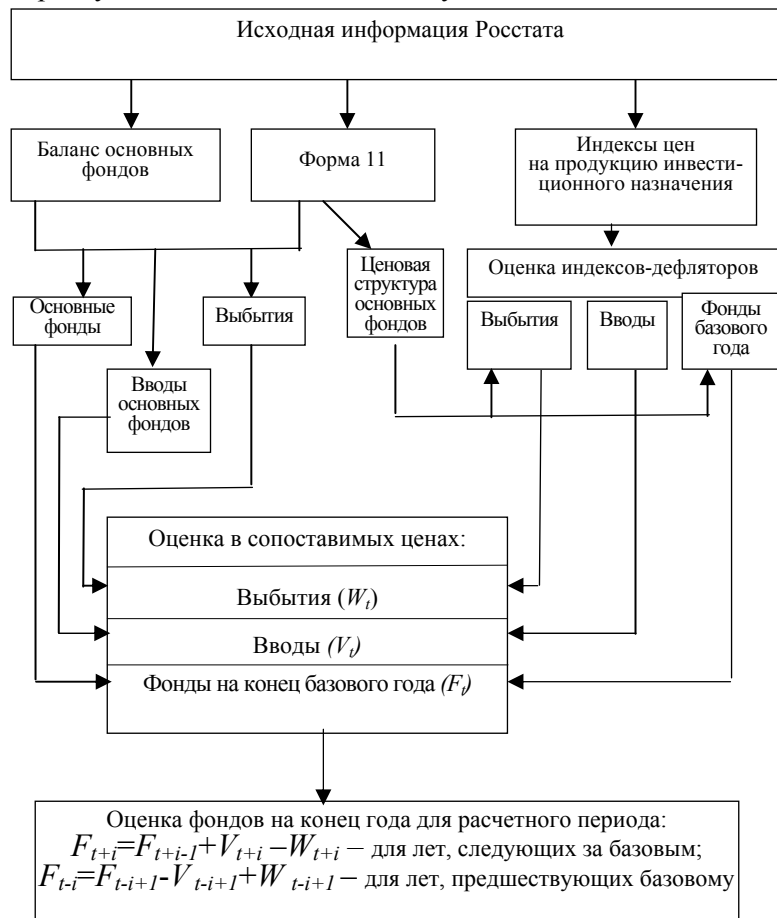 Исходная информация Росстата
Баланс основных
фондов
Форма 11
Индексы цен
на продукцию инвести-
ционного назначения
Ценовая
структура
основных
фондов
Оценка индексов-дефляторов
Основные
фонды
Выбытия
Выбытия
Вводы
Фонды
базового
года
Вводы
основных
фондов
Оценка в сопоставимых ценах:
Выбытия (W_t)
Вводы (V_t)
Фонды на конец базового года (F_t)
Оценка фондов на конец года для расчетного периода:
F_{t+i}=F_{t+i-1}+V_{t+i} – W_{t+i} – для лет, следующих за базовым;
F_{t-i}=F_{t-i+1}-V_{t-i+1}+W_{t-i+1} – для лет, предшествующих базовому